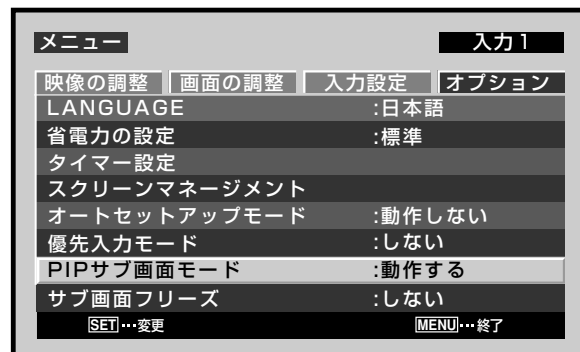 メニュー 入力1
映像の調整 画面の調整 入力設定 オプション
LANGUAGE :日本語
省電力の設定 :標準
タイマー設定
スクリーンマネージメント
オートセットアップモード :動作しない
優先入力モード :しない
PIPサブ画面モード :動作する
サブ画面フリーズ :しない
SET…変更 MENU…終了